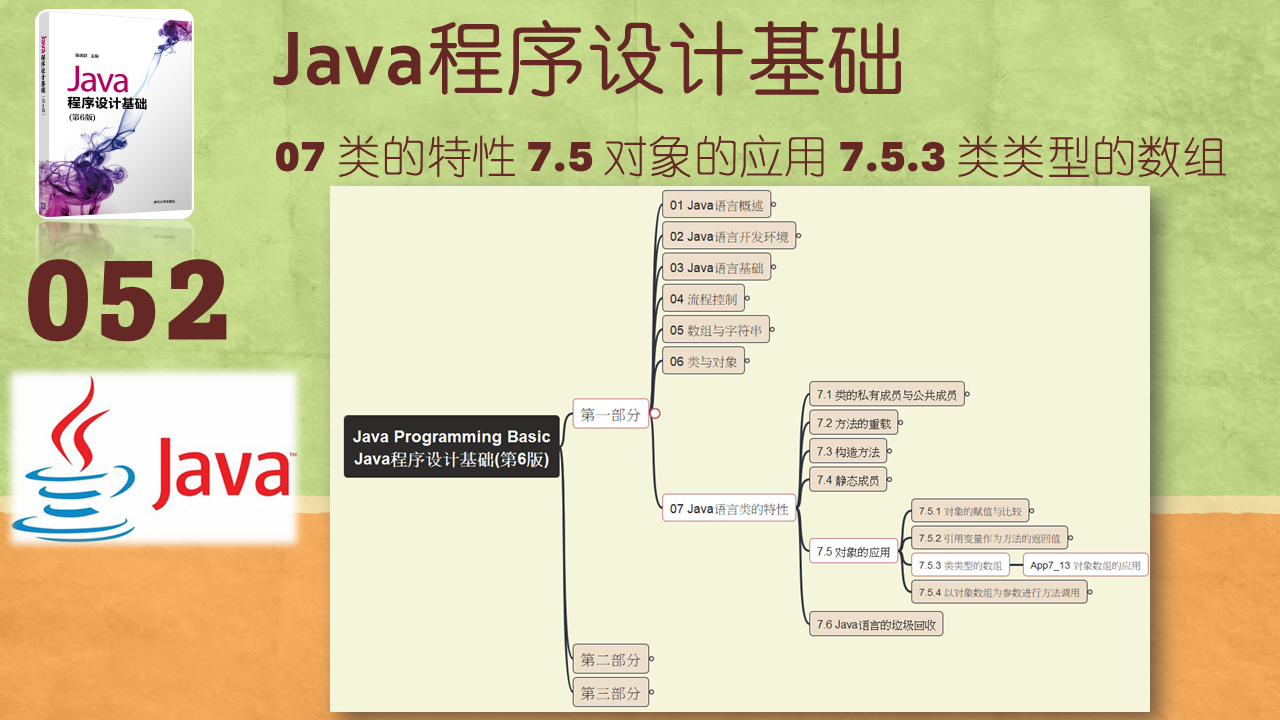 Java程序设计基础
07 类的特性 7.5 对象的应用 7.5.3 类类型的数组
陈国君 主编
Java
程序设计基础
(第6版)
清华大学出版社
052
Java™
Java Programming Basic
Java程序设计基础(第6版)
第一部分
01 Java语言概述
02 Java语言开发环境
03 Java语言基础
04 流程控制
05 数组与字符串
06 类与对象
07 Java语言类的特性
7.1 类的私有成员与公共成员
7.2 方法的重载
7.3 构造方法
7.4 静态成员
7.5 对象的应用
7.5.1 对象的赋值与比较
7.5.2 引用变量作为方法的返回值
7.5.3 类类型的数组
App7_13 对象数组的应用
7.5.4 以对象数组为参数进行方法调用
7.6 Java语言的垃圾回收
第二部分
第三部分